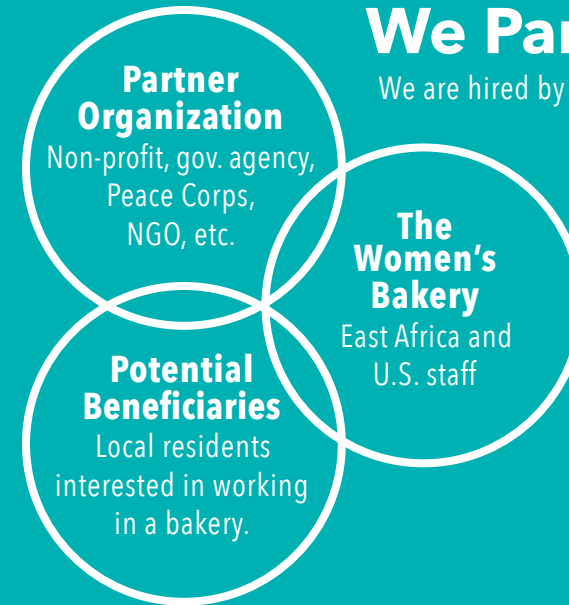 We Par
We are hired by
Partner
Organization
Non-profit, gov. agency,
Peace Corps,
NGO, etc.
The
Women’s
Bakery
East Africa and
U.S. staff
Potential
Beneficiaries
Local residents
interested in working
in a bakery.